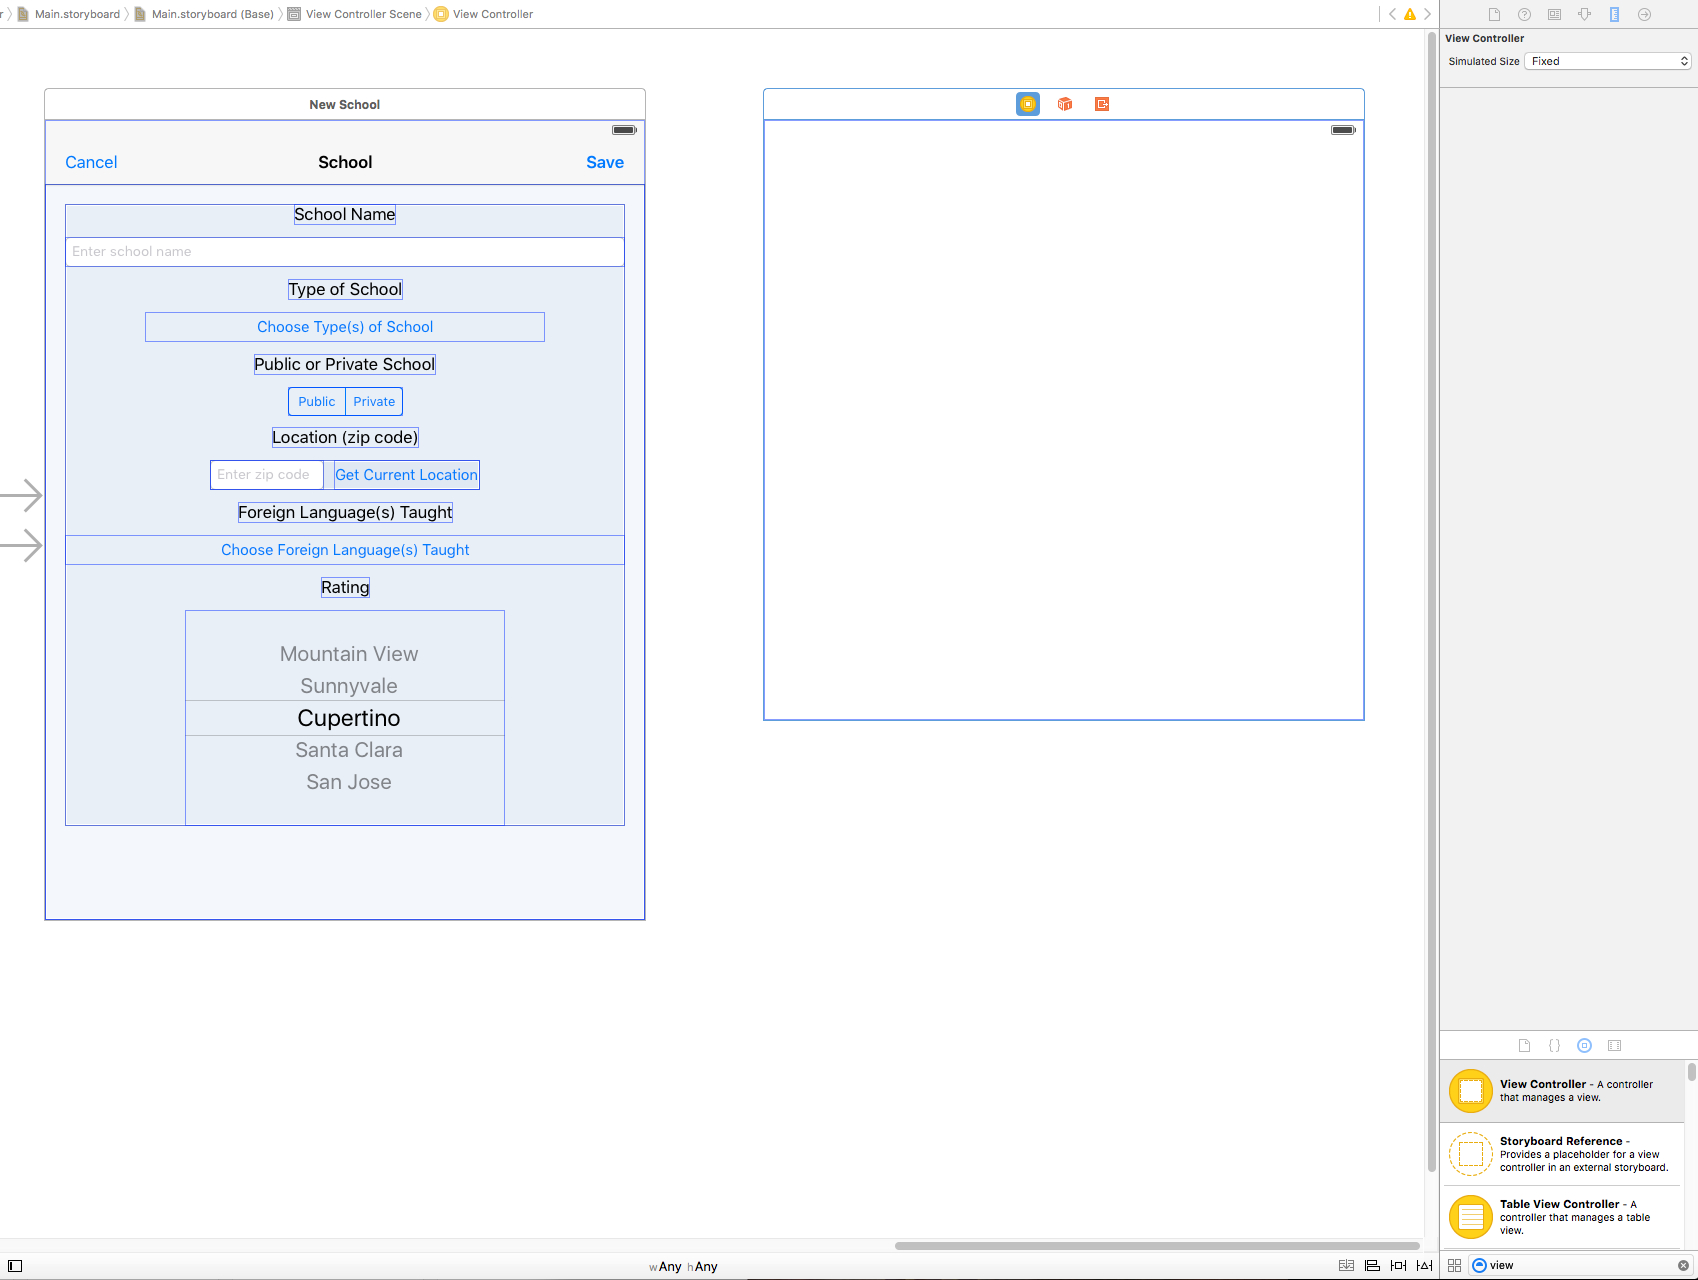 r Main.storyboard Main.storyboard (Base) View Controller Scene View Controller
View Controller
Simulated Size Fixed
New School
Cancel School Save
School Name
Enter school name
Type of School
Choose Type(s) of School
Public or Private School
Public Private
Location (zip code)
Enter zip code Get Current Location
Foreign Language(s) Taught
Choose Foreign Language(s) Taught
Rating
Mountain View
Sunnyvale
Cupertino
Santa Clara
San Jose
View Controller - A controller
that manages a view.
Storyboard Reference -
Provides a placeholder for a view
controller in an external storyboard.
Table View Controller - A
controller that manages a table
view.
wAny hAny
view